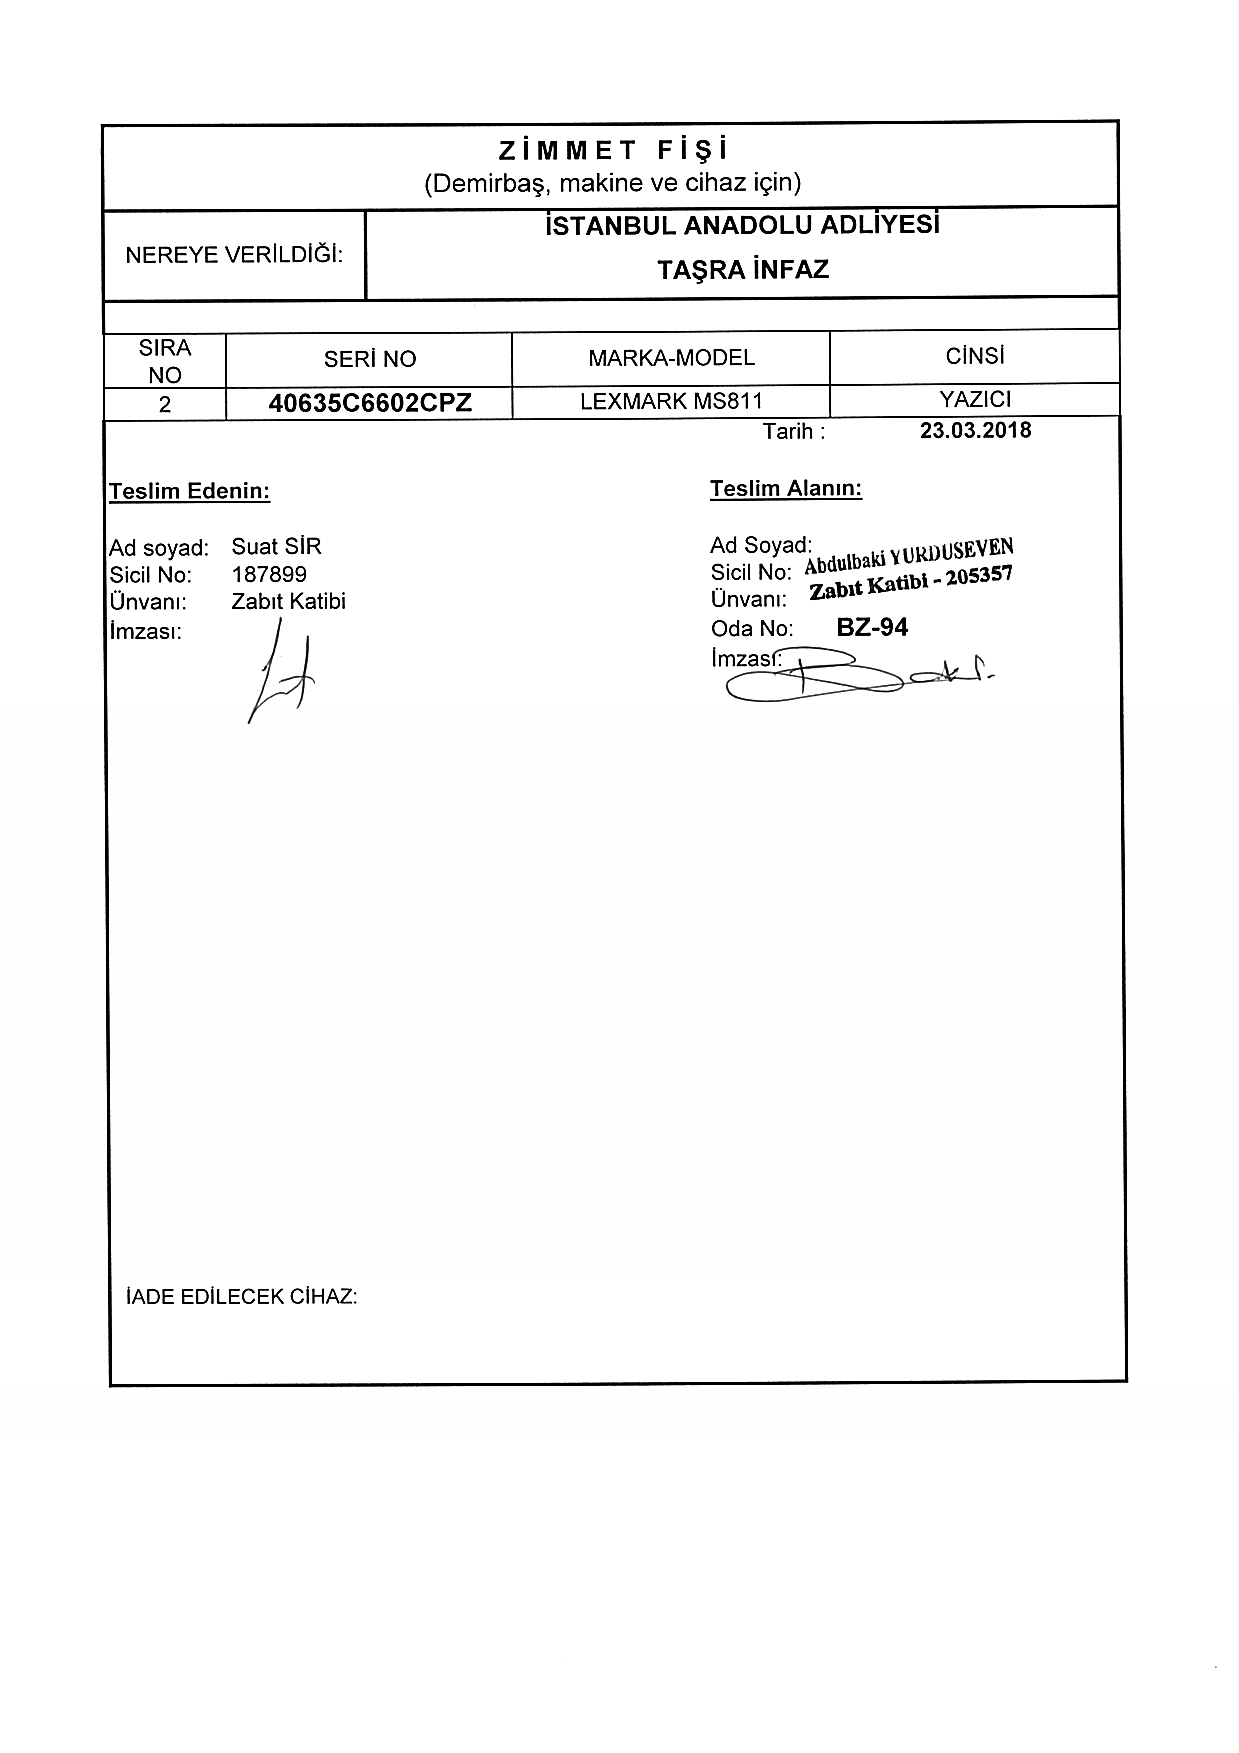 ZİMMET FİŞİ
(Demirbaş, makine ve cihaz için)
NEREYE VERİLDİĞİ:
İSTANBUL ANADOLU ADLİYESİ
TAŞRA İNFAZ
SIRA NO SERİ NO MARKA-MODEL CİNSİ
2 40635C6602CPZ LEXMARK MS811 YAZICI
Tarih : 23.03.2018
Teslim Edenin:
Ad soyad: Suat SİR
Sicil No: 187899
Ünvanı: Zabıt Katibi
İmzası:
Teslim Alanın:
Ad Soyad: Abdulbaki YURDUSEVEN
Sicil No: Zabıt Katibi - 205357
Ünvanı:
Oda No: BZ-94
İmzası:
İADE EDİLECEK CİHAZ: